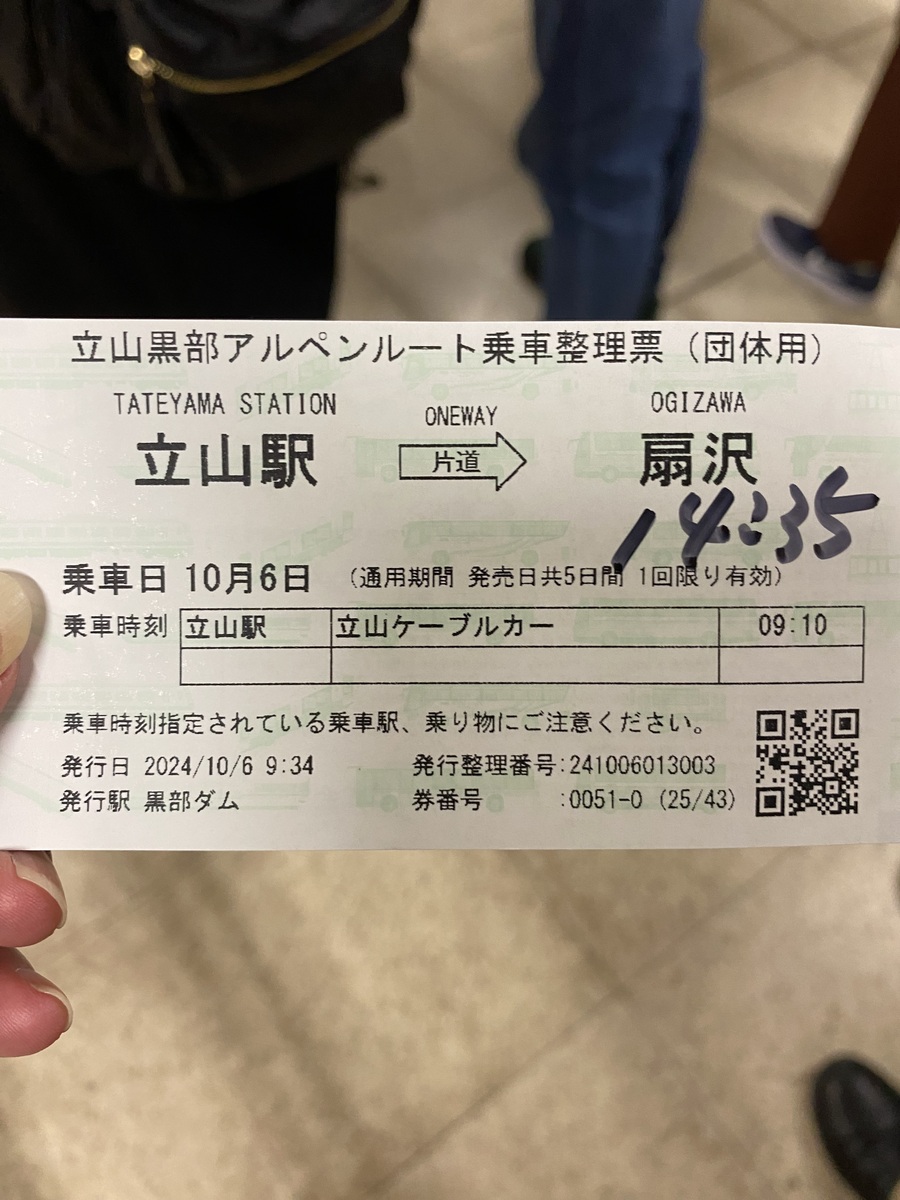 立山黒部アルペンルート乗車整理票（団体用）
TATEYAMA STATION ONEWAY OGIZAWA
立山駅 片道 扇沢
14:35
乗車日 10月6日 （通用期間 発売日共5日間 1回限り有効）
乗車時刻 立山駅 立山ケーブルカー 09:10
乗車時刻指定されている乗車駅、乗り物にご注意ください。
発行日 2024/10/6 9:34 発行整理番号:241006013003
発行駅 黒部ダム 券番号 :0051-0 (25/43)